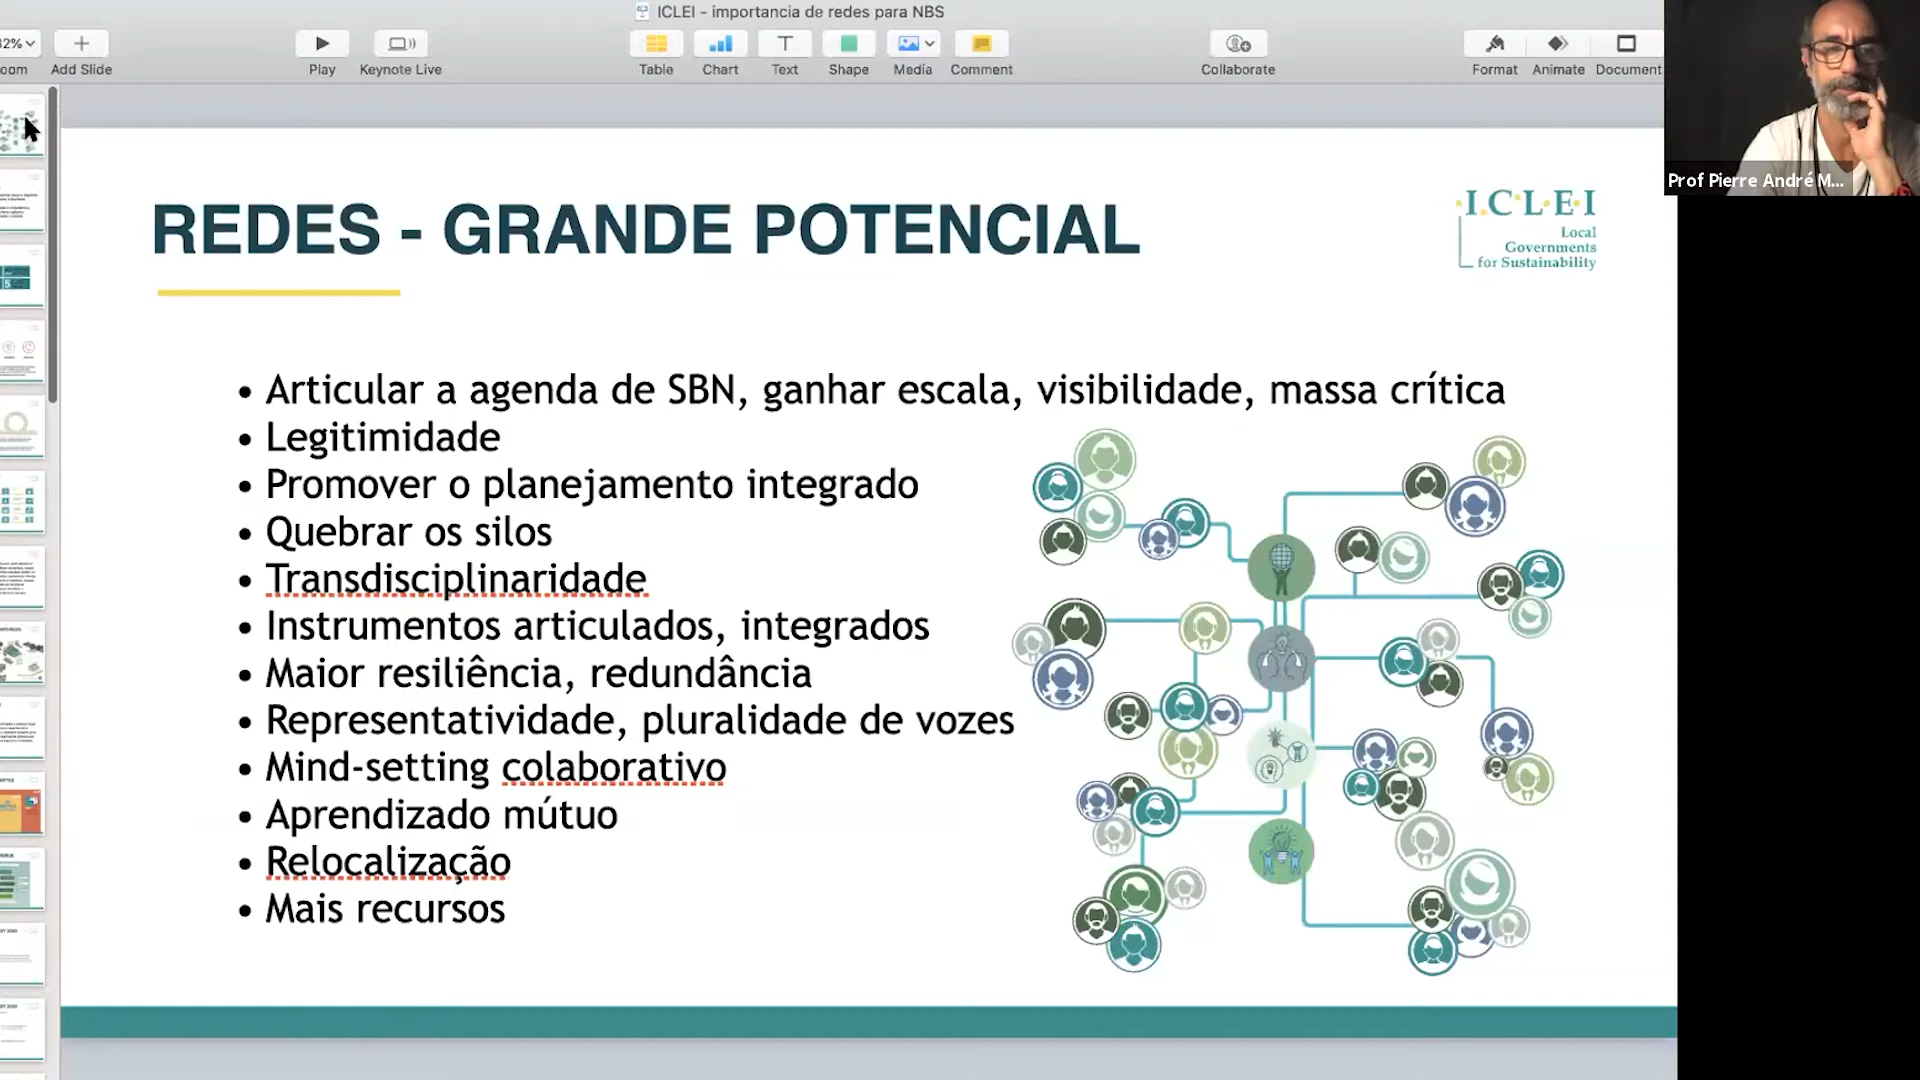 ICLEI - importancia de redes para NBS
Add Slide
Play
Keynote Live
Table
Chart
Text
Shape
Media
Comment
Collaborate
Format
Animate
Document
Prof Pierre André M...
REDES - GRANDE POTENCIAL
I.C.L.E.I
Local
Governments
for Sustainability
• Articular a agenda de SBN, ganhar escala, visibilidade, massa crítica
• Legitimidade
• Promover o planejamento integrado
• Quebrar os silos
• Transdisciplinaridade
• Instrumentos articulados, integrados
• Maior resiliência, redundância
• Representatividade, pluralidade de vozes
• Mind-setting colaborativo
• Aprendizado mútuo
• Relocalização
• Mais recursos